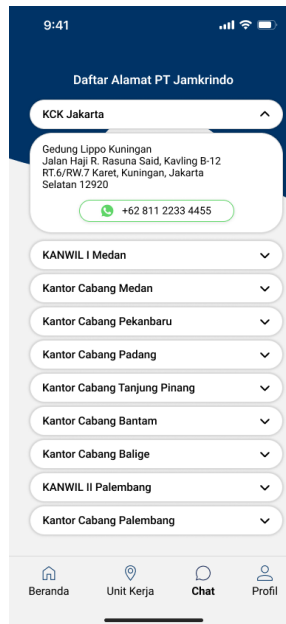 9:41
Daftar Alamat PT Jamkrindo
KCK Jakarta
Gedung Lippo Kuningan
Jalan Haji R. Rasuna Said, Kavling B-12
RT.6/RW.7 Karet, Kuningan, Jakarta
Selatan 12920
+62 811 2233 4455
KANWIL I Medan
Kantor Cabang Medan
Kantor Cabang Pekanbaru
Kantor Cabang Padang
Kantor Cabang Tanjung Pinang
Kantor Cabang Bantam
Kantor Cabang Balige
KANWIL II Palembang
Kantor Cabang Palembang
Beranda Unit Kerja Chat Profil